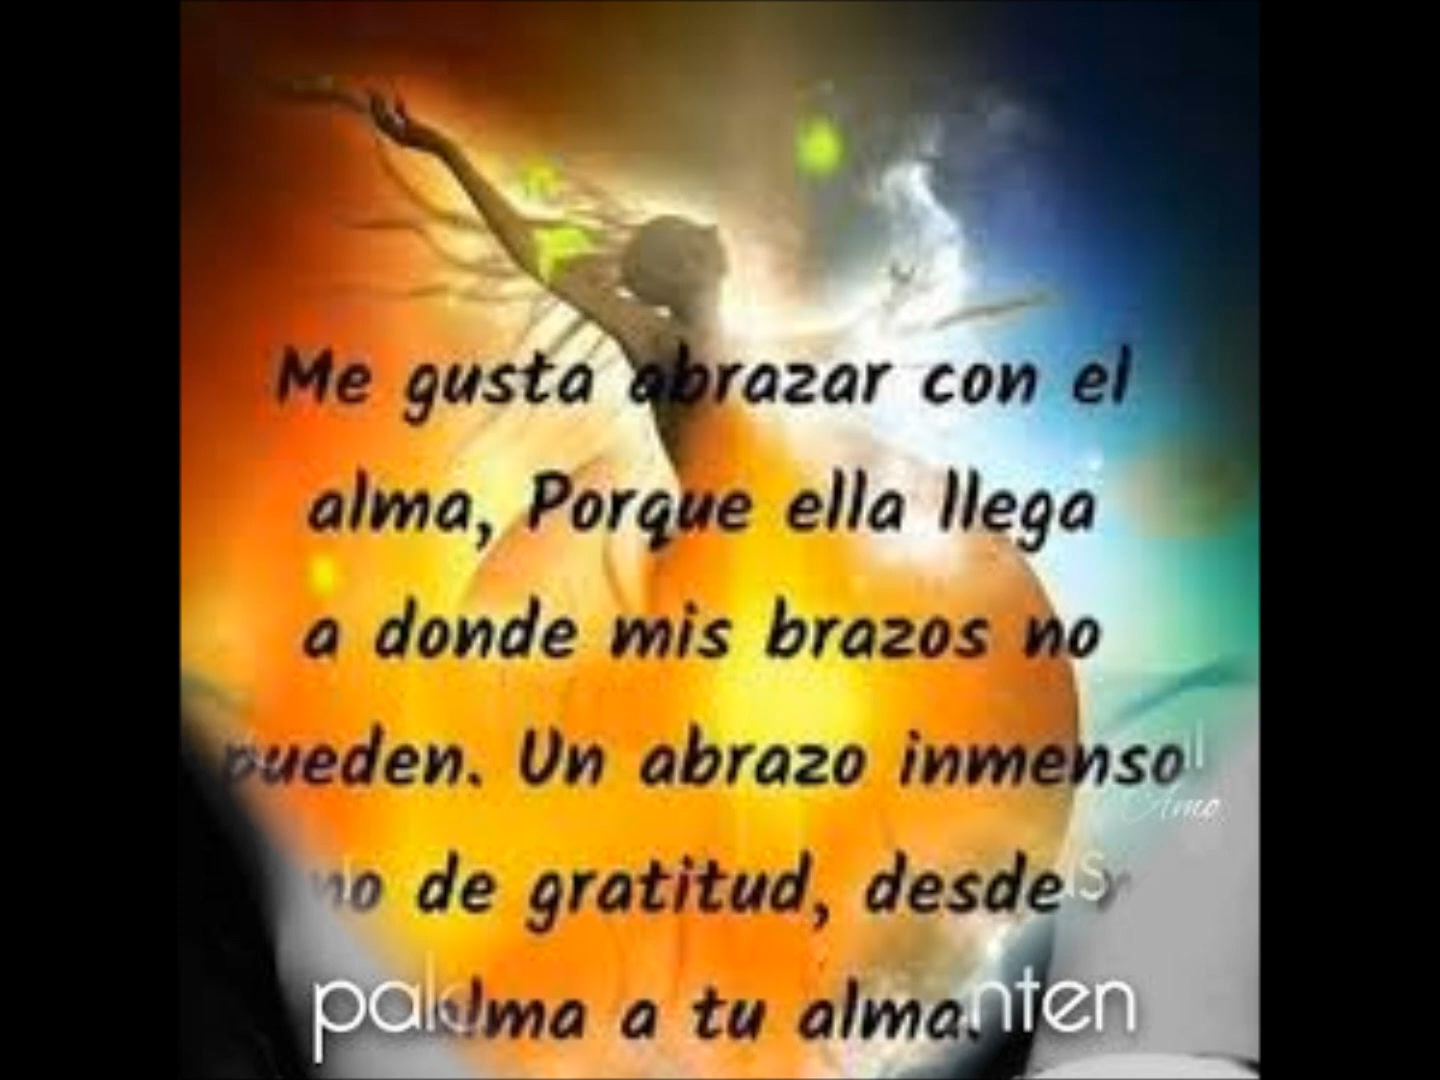 Me gusta abrazar con el
alma, Porque ella llega
a donde mis brazos no
pueden. Un abrazo inmenso
de gratitud, desde
alma a tu alma.